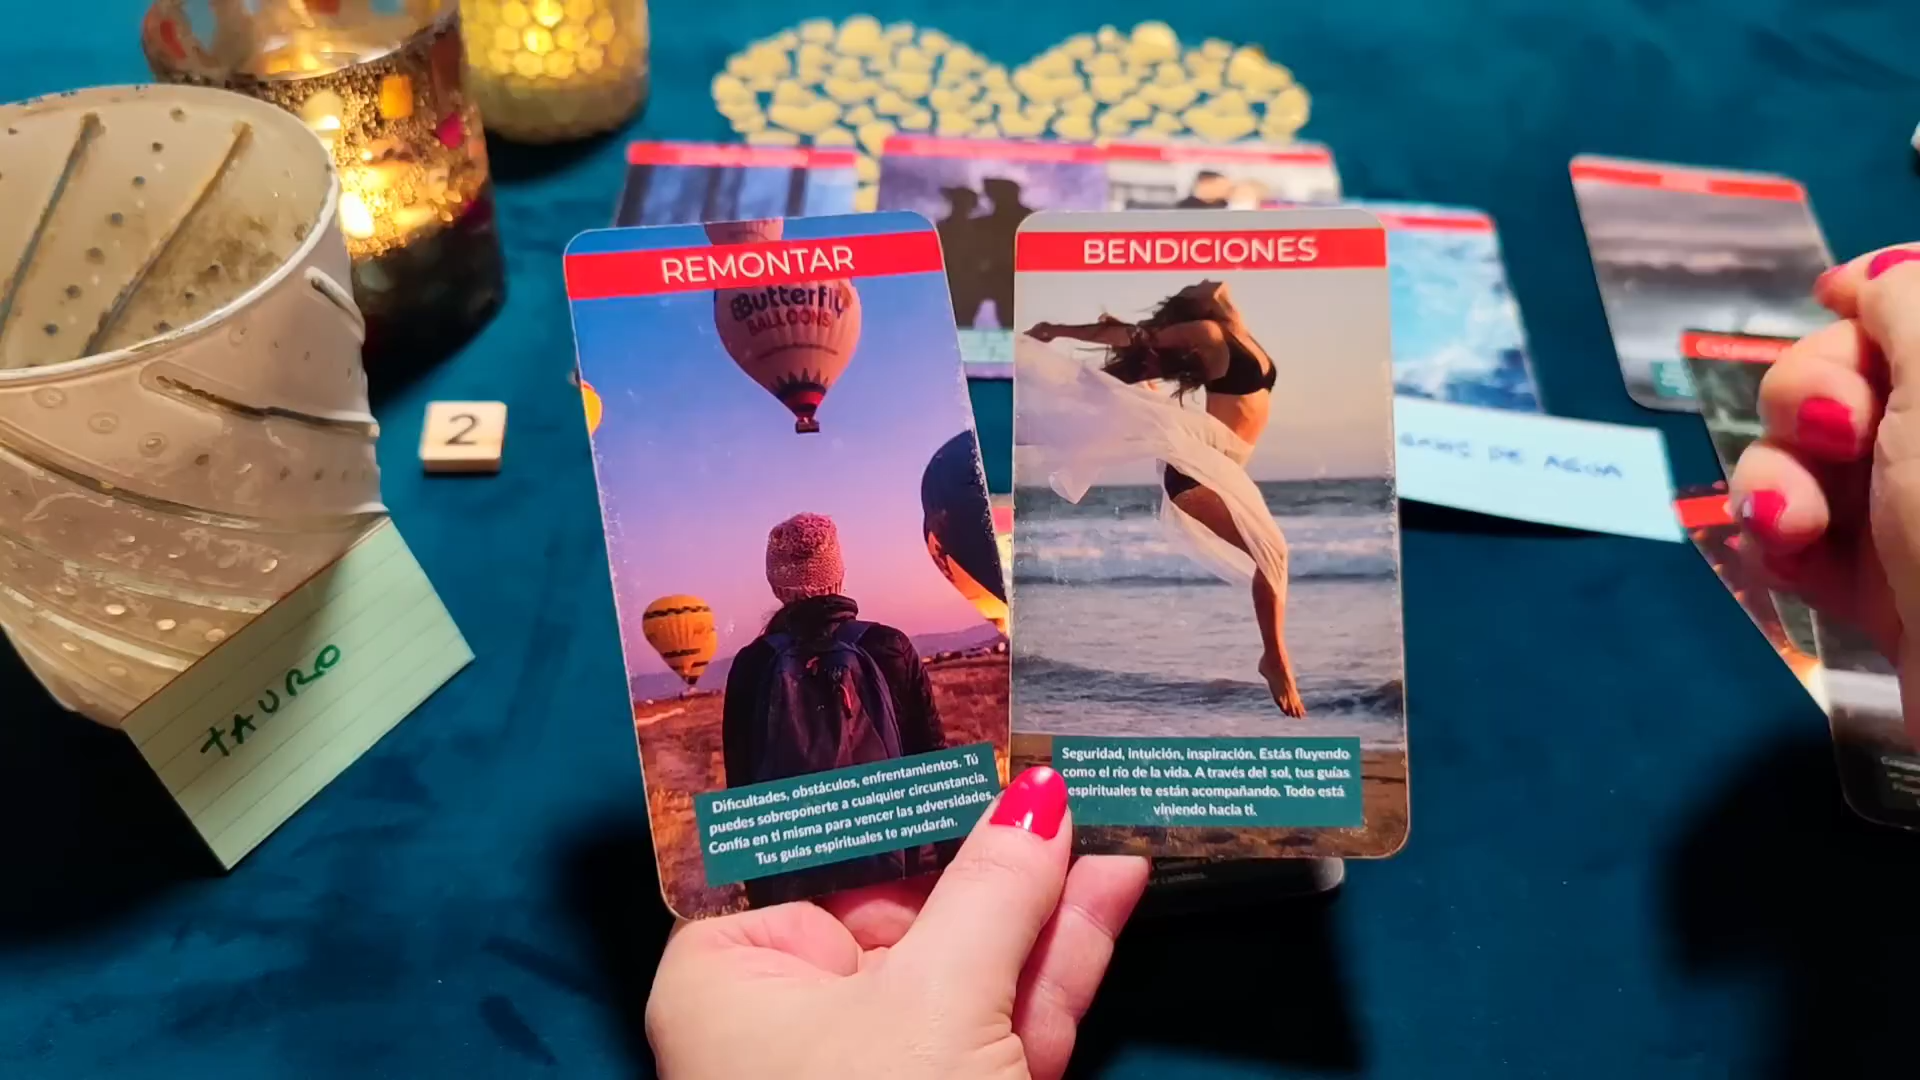 REMONTAR
Butterfly
BALLOONS
Dificultades, obstáculos, enfrentamientos. Tú
puedes sobreponerte a cualquier circunstancia.
Confía en ti misma para vencer las adversidades.
Tus guías espirituales te ayudarán.
BENDICIONES
Seguridad, intuición, inspiración. Estás fluyendo
como el río de la vida. A través del sol, tus guías
espirituales te están acompañando. Todo está
viniendo hacia ti.
2
TAURO
DE AGUA